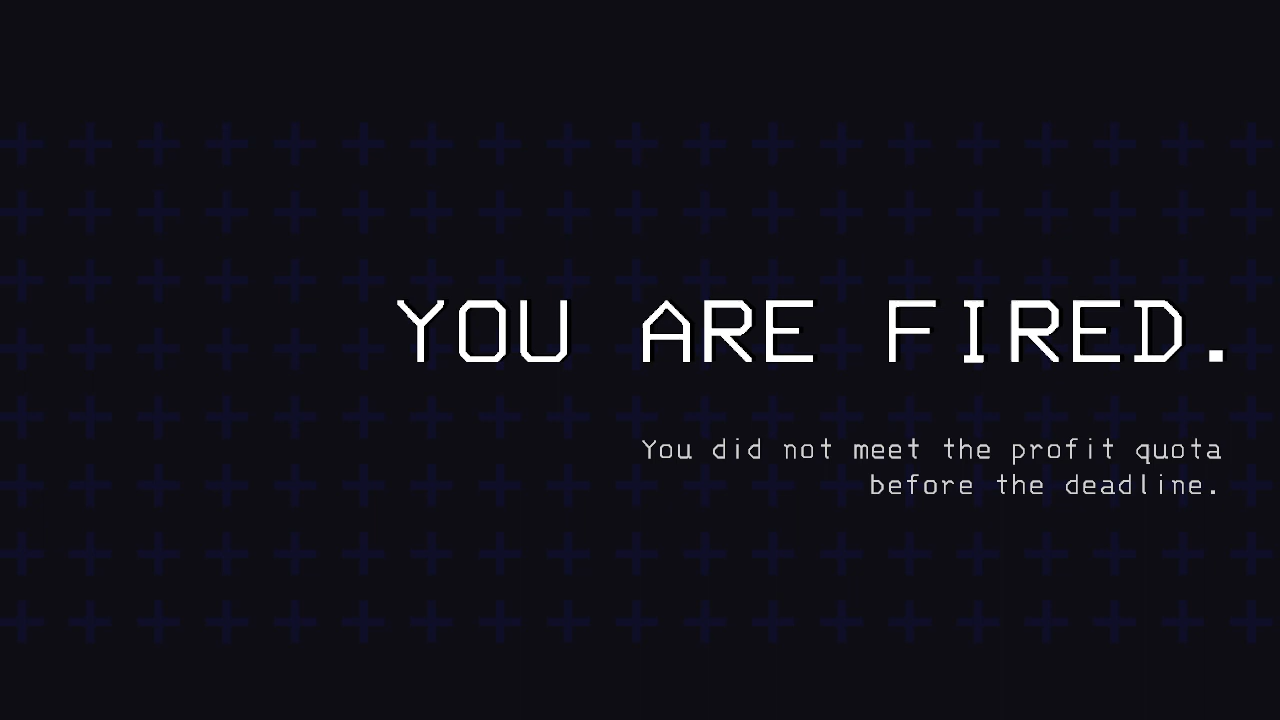 YOU ARE FIRED.
You did not meet the profit quota
before the deadline.